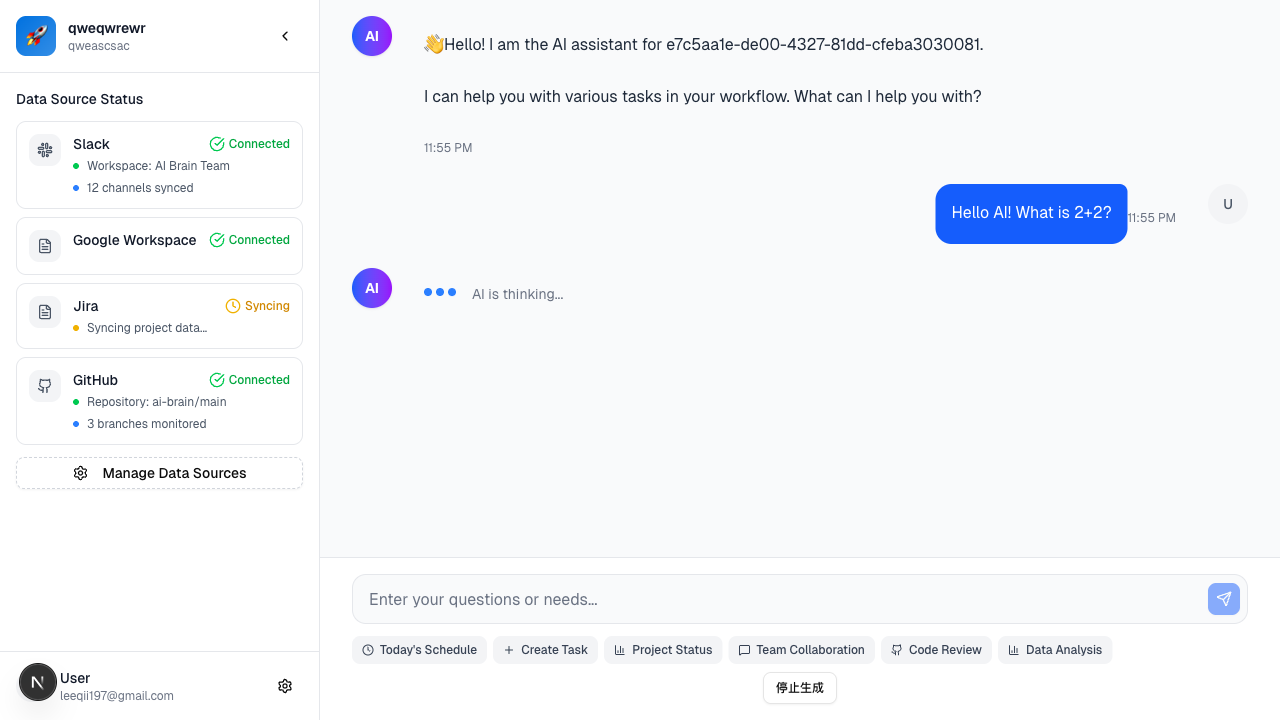 qweqwrewr
qweascsac
Data Source Status
Slack
Connected
Workspace: AI Brain Team
12 channels synced
Google Workspace
Connected
Jira
Syncing
Syncing project data...
GitHub
Connected
Repository: ai-brain/main
3 branches monitored
Manage Data Sources
N
User
leeqii197@gmail.com
AI
👋Hello! I am the AI assistant for e7c5aa1e-de00-4327-81dd-cfeba3030081.
I can help you with various tasks in your workflow. What can I help you with?
11:55 PM
Hello AI! What is 2+2?
11:55 PM
U
AI
AI is thinking...
Enter your questions or needs...
Today's Schedule
Create Task
Project Status
Team Collaboration
Code Review
Data Analysis
停止生成